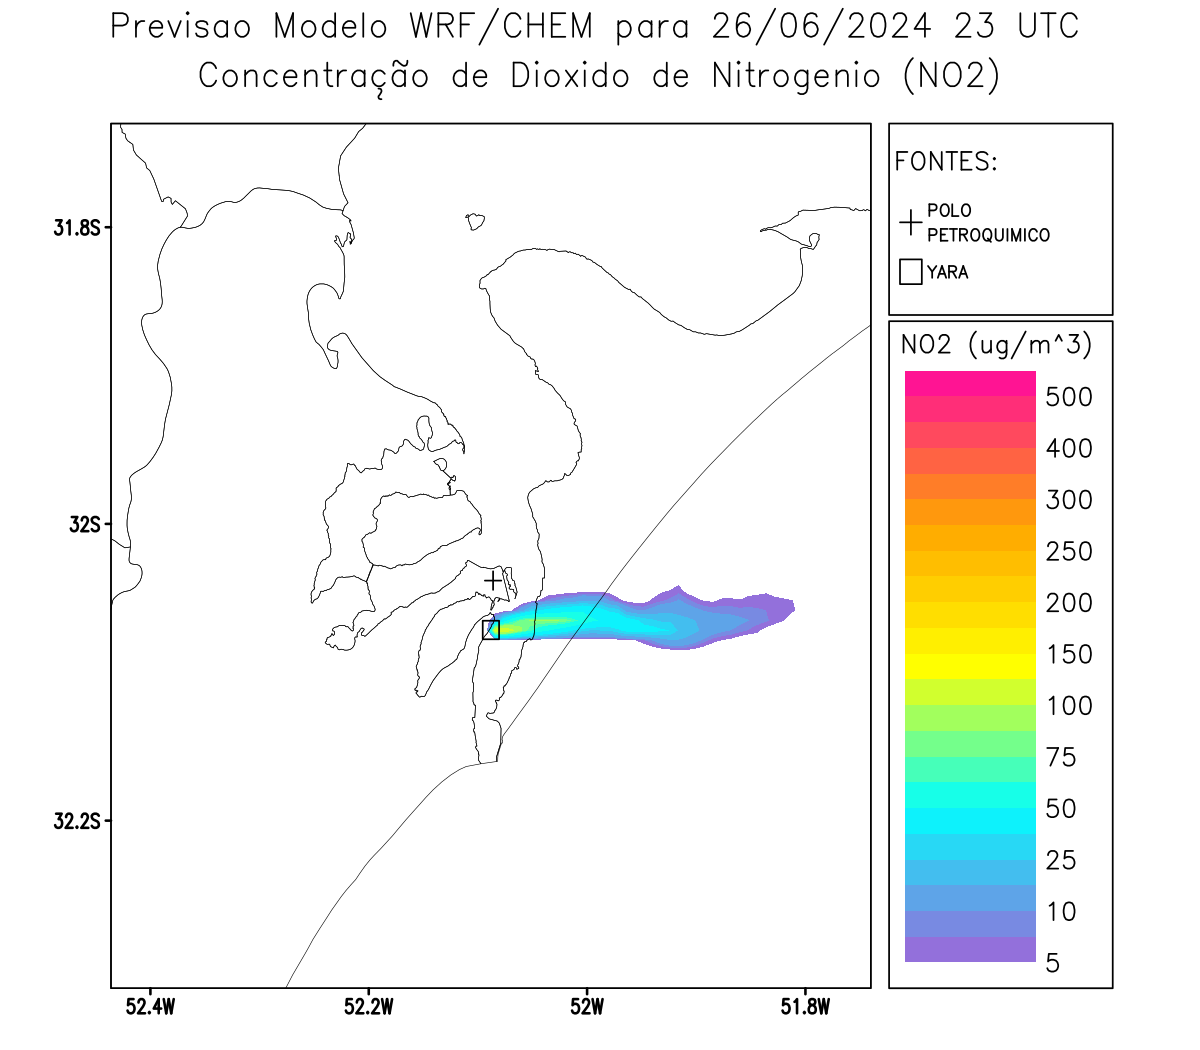 Previsao Modelo WRF/CHEM para 26/06/2024 23 UTC
Concentração de Dioxido de Nitrogenio (NO2)
FONTES:
POLO
PETROQUIMICO
YARA
NO2 (ug/m^3)
500
400
300
250
200
150
100
75
50
25
10
5
31.8S
32S
32.2S
52.4W
52.2W
52W
51.8W